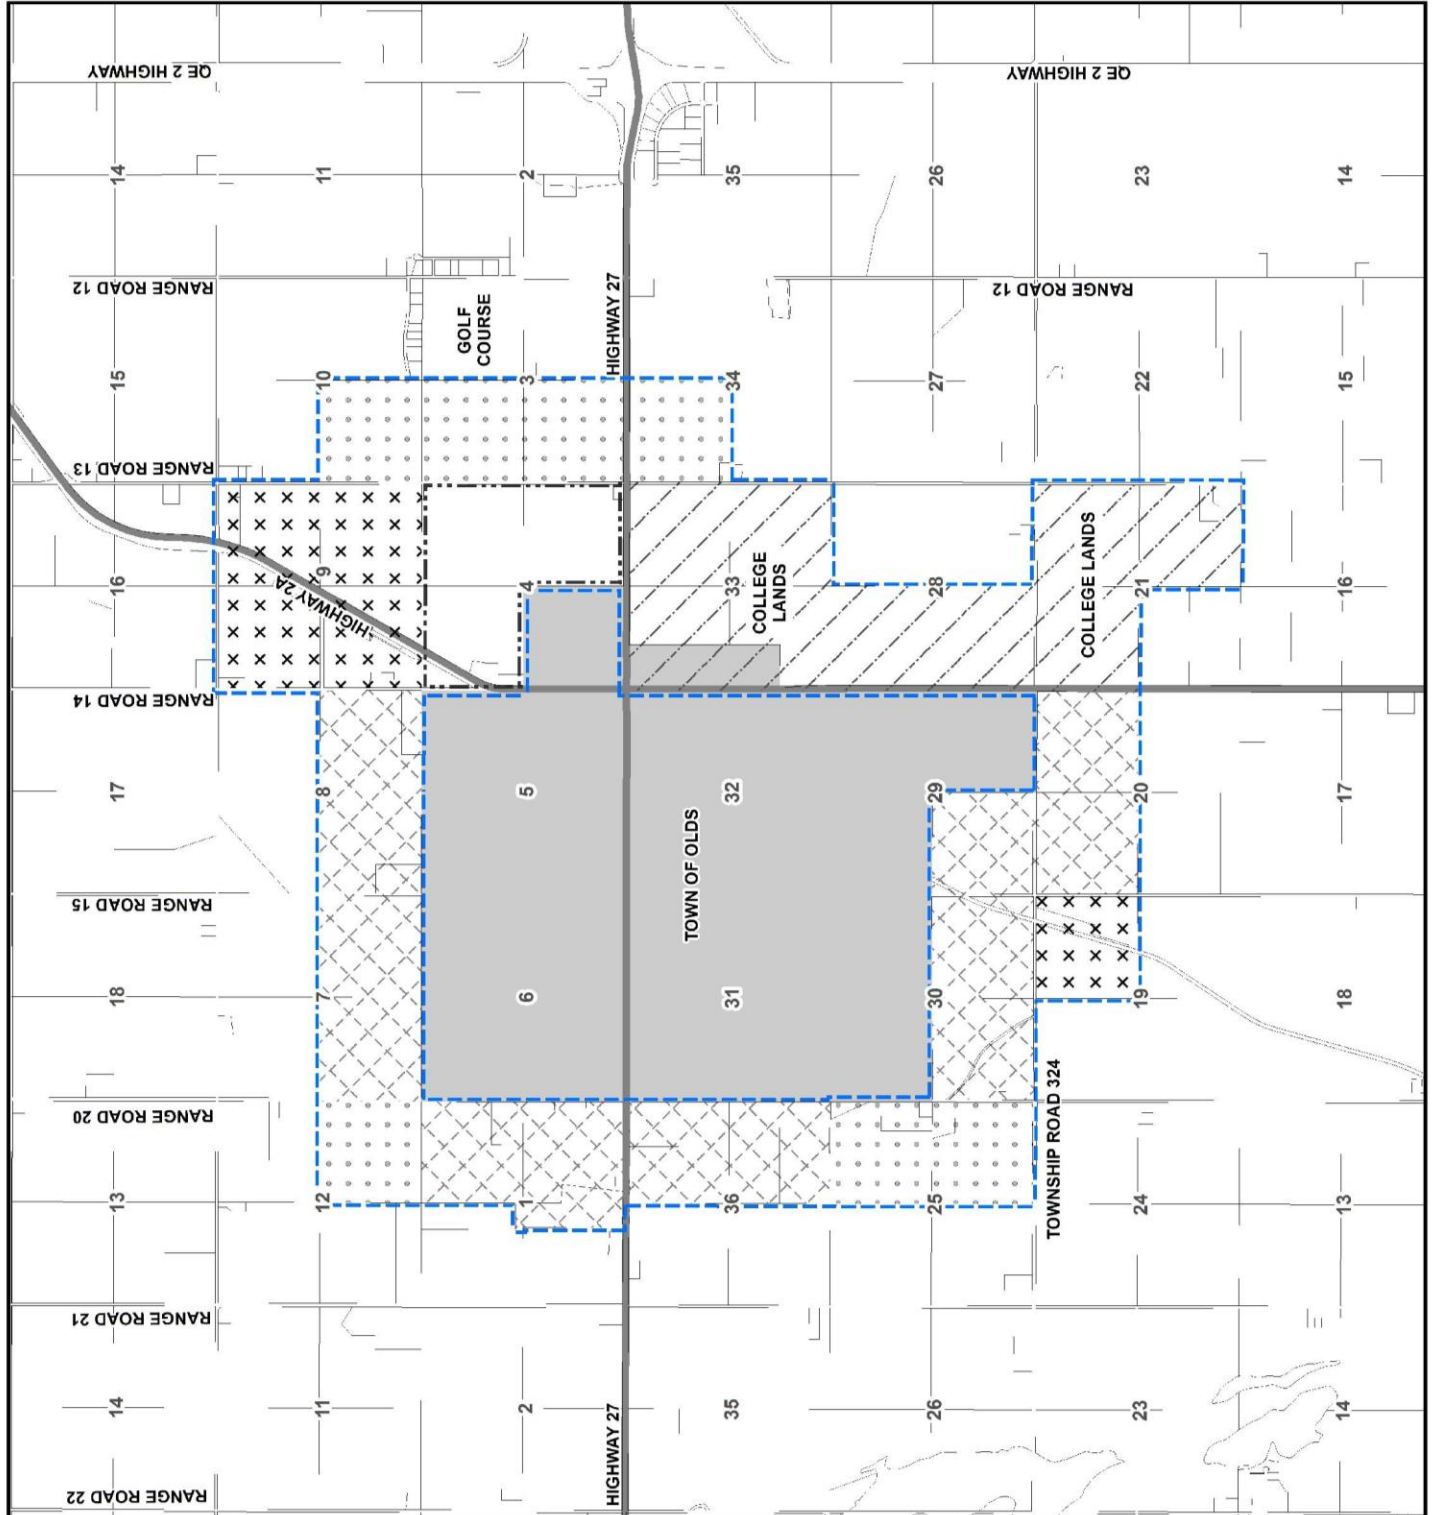 QE 2 HIGHWAY
QE 2 HIGHWAY
14
11
2
35
26
23
14
RANGE ROAD 12
RANGE ROAD 12
GOLF
COURSE
HIGHWAY 27
15
10
3
34
27
22
15
RANGE ROAD 13
16
9
HIGHWAY 2A
4
33
COLLEGE
LANDS
28
COLLEGE LANDS
21
16
RANGE ROAD 14
17
8
5
32
29
20
17
TOWN OF OLDS
RANGE ROAD 15
18
7
6
31
30
19
18
RANGE ROAD 20
TOWNSHIP ROAD 324
13
12
1
36
25
24
13
RANGE ROAD 21
14
11
2
35
26
23
14
HIGHWAY 27
RANGE ROAD 22